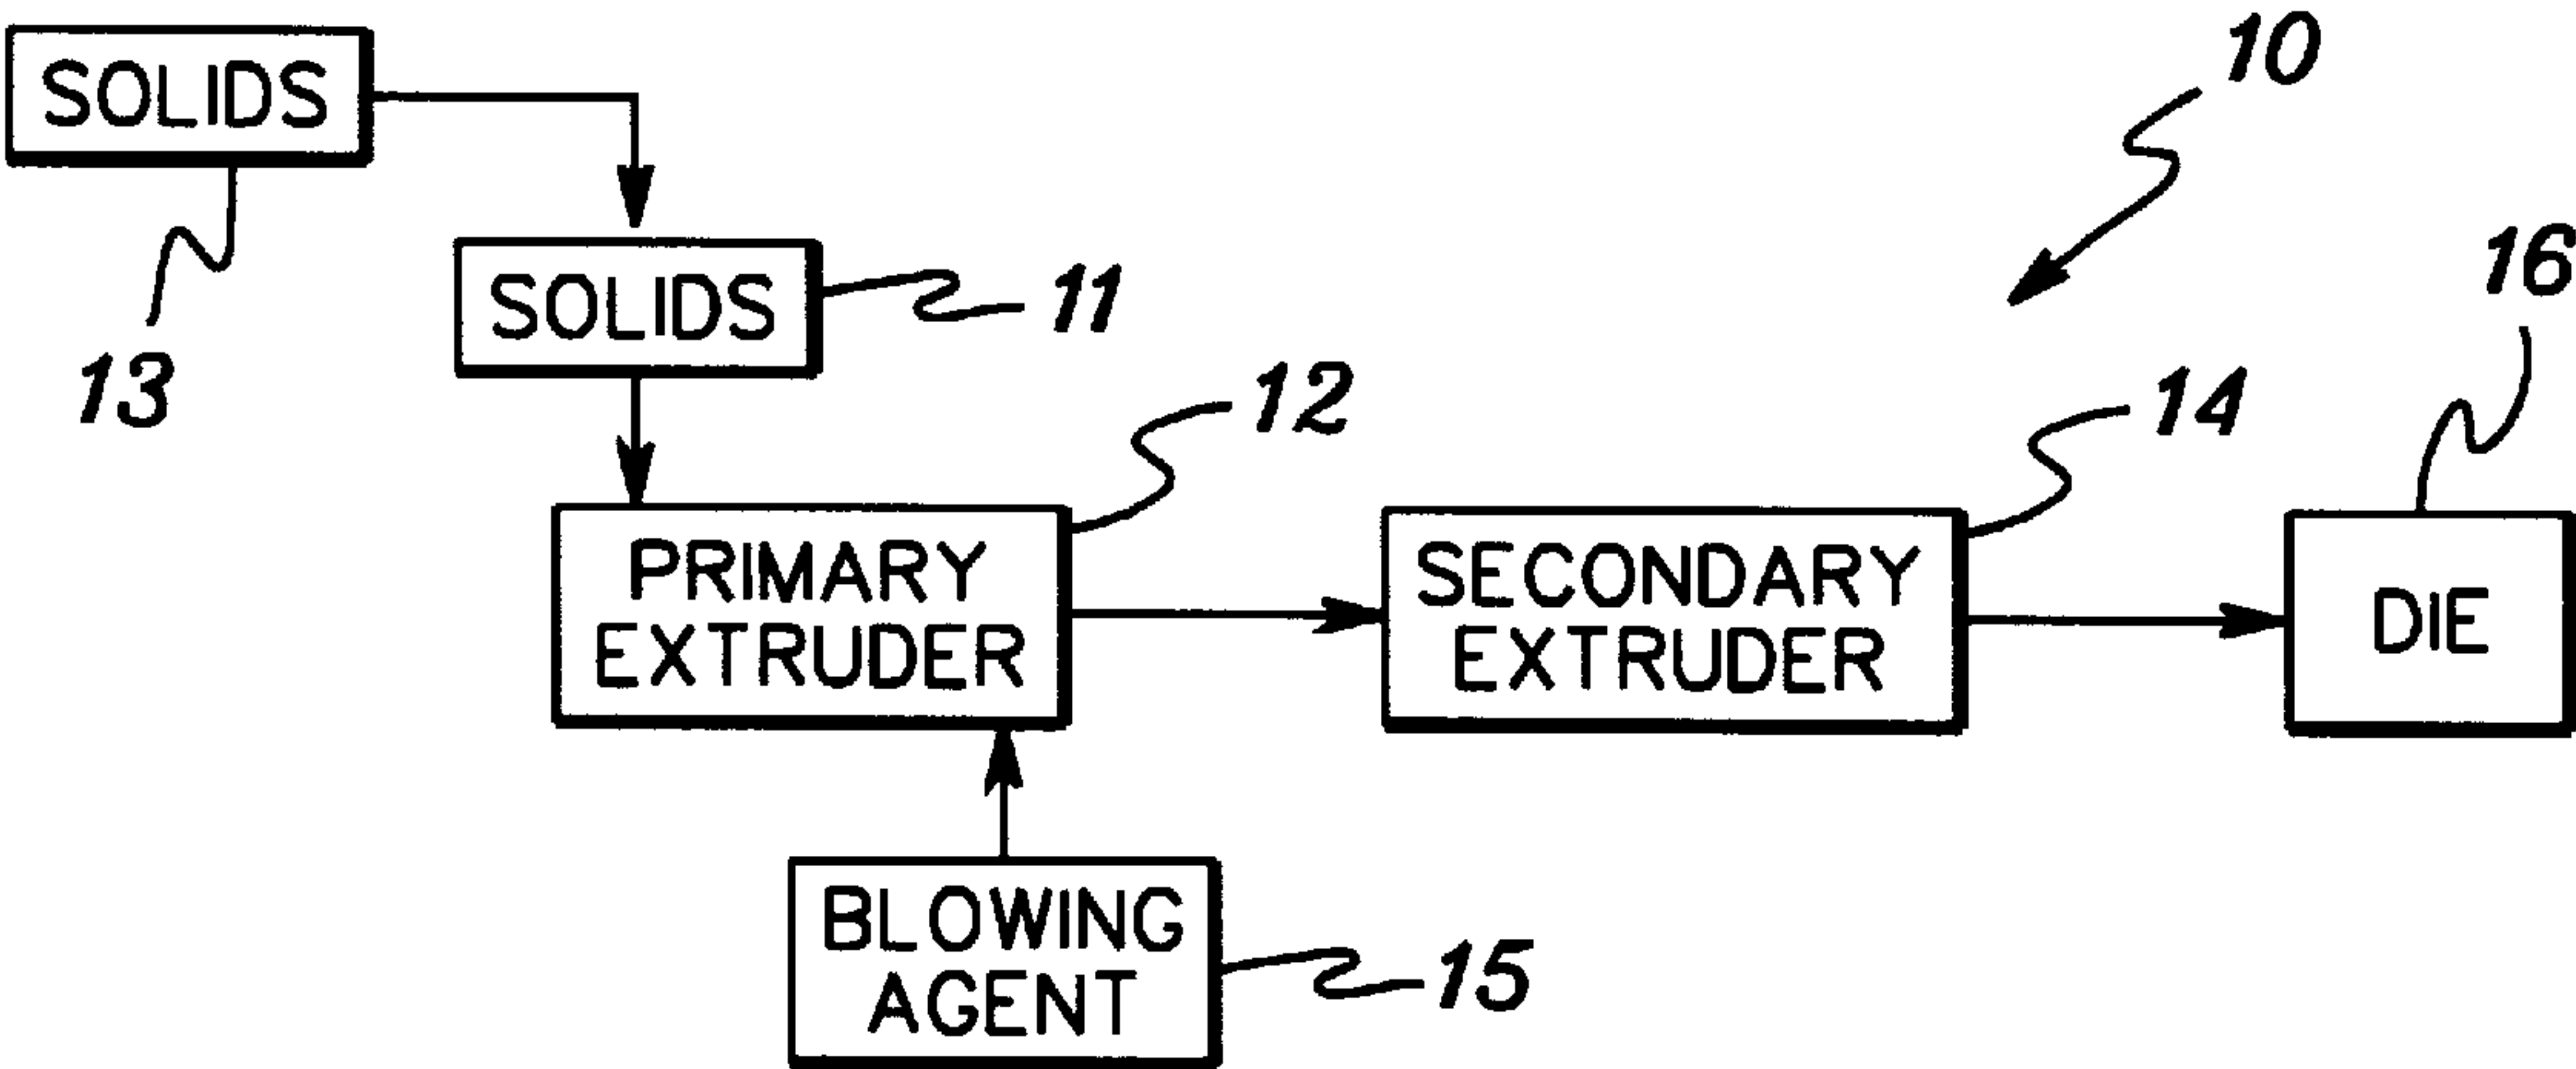 SOLIDS
10
SOLIDS
11
16
13
12
14
PRIMARY
EXTRUDER
SECONDARY
EXTRUDER
DIE
BLOWING
AGENT
15